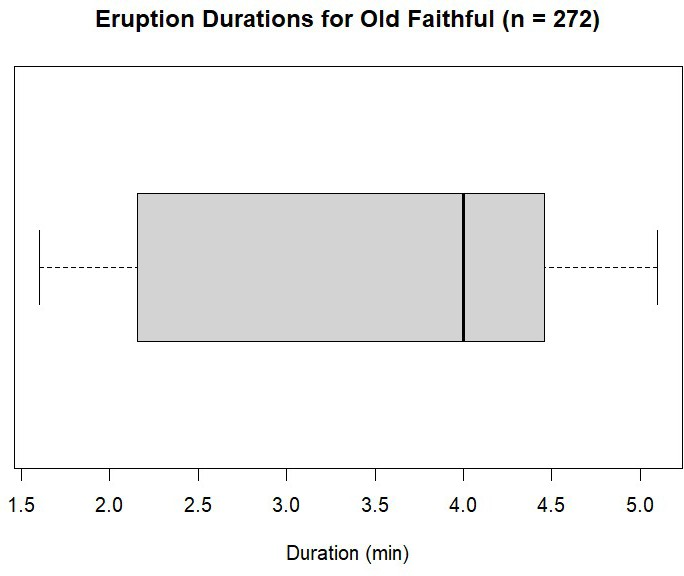 Eruption Durations for Old Faithful (n = 272)
1.5 2.0 2.5 3.0 3.5 4.0 4.5 5.0
Duration (min)